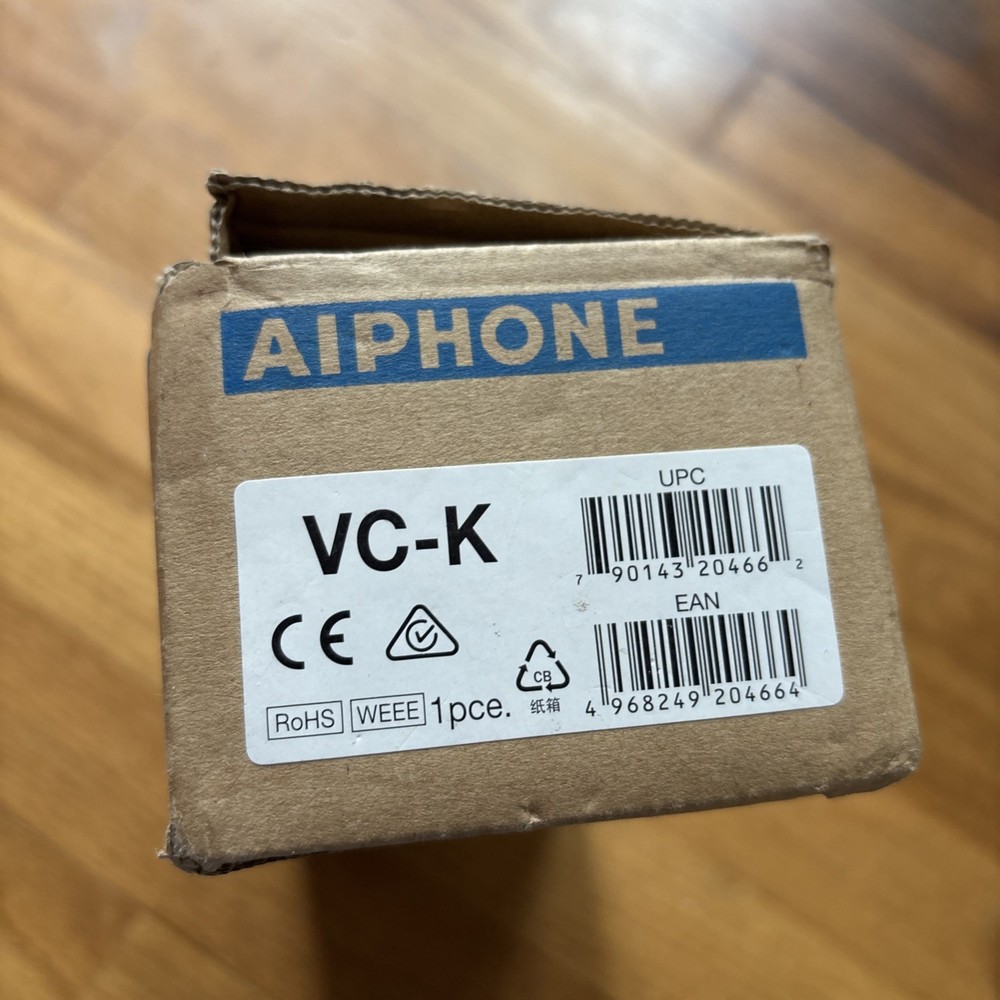 AIPHONE
VC-K
UPC
7 90143 20466 2
EAN
4 968249 204664
CE
CB
纸箱
RoHS WEEE 1pce.